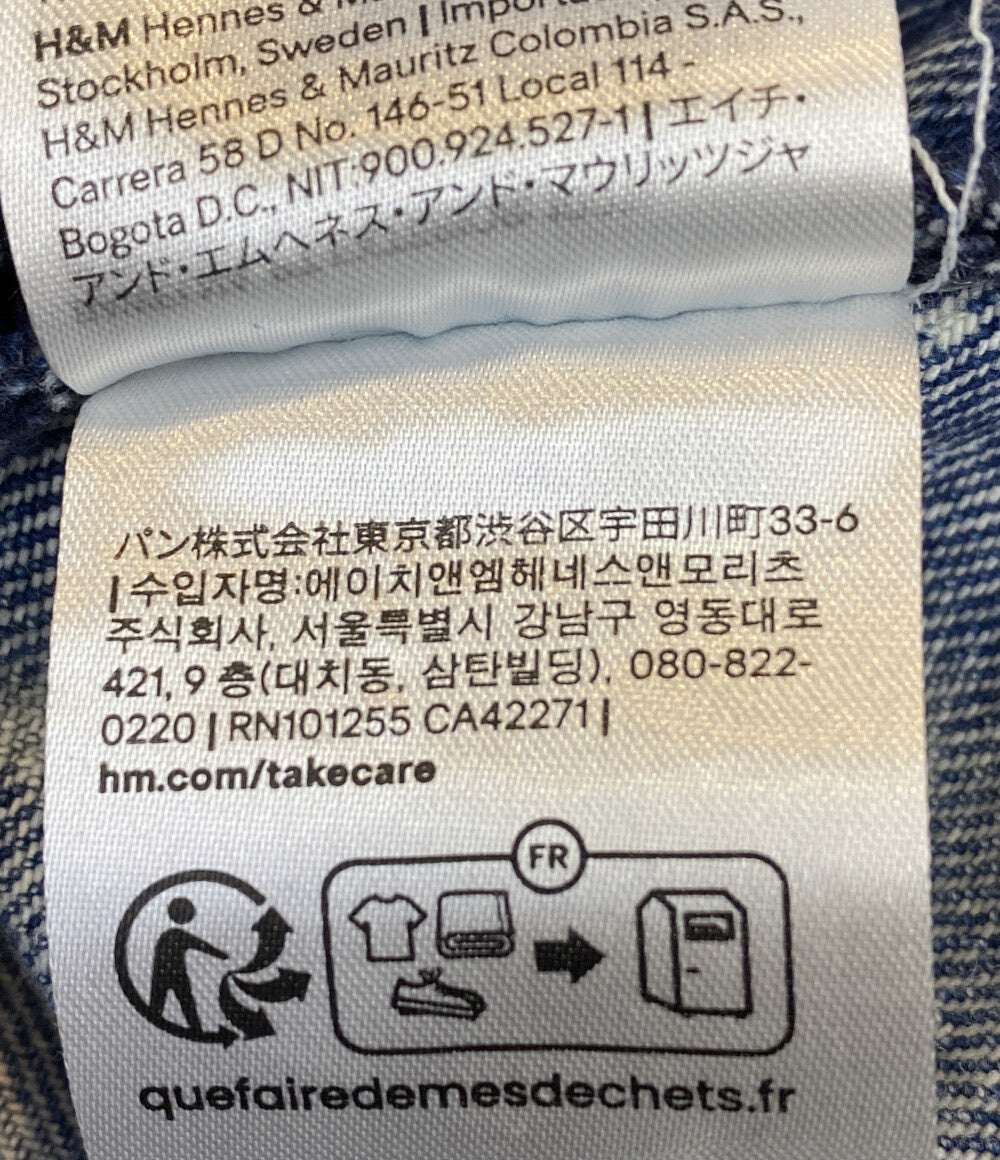 H&M Hennes &
Stockholm, Sweden | Impor
H&M Hennes & Mauritz Colombia S.A.S.,
Carrera 58 D No. 146-51 Local 114 -
Bogota D.C., NIT:900.924.527-1 | エイチ・
アンド・エムヘネス・アンド・マウリッツジャ
パン株式会社東京都渋谷区宇田川町33-6
| 수입자명:에이치앤엠헤네스앤모리츠
주식회사, 서울특별시 강남구 영동대로
421, 9 층(대치동, 삼탄빌딩), 080-822-
0220 | RN101255 CA42271 |
hm.com/takecare
FR
quefairedemesdechets.fr